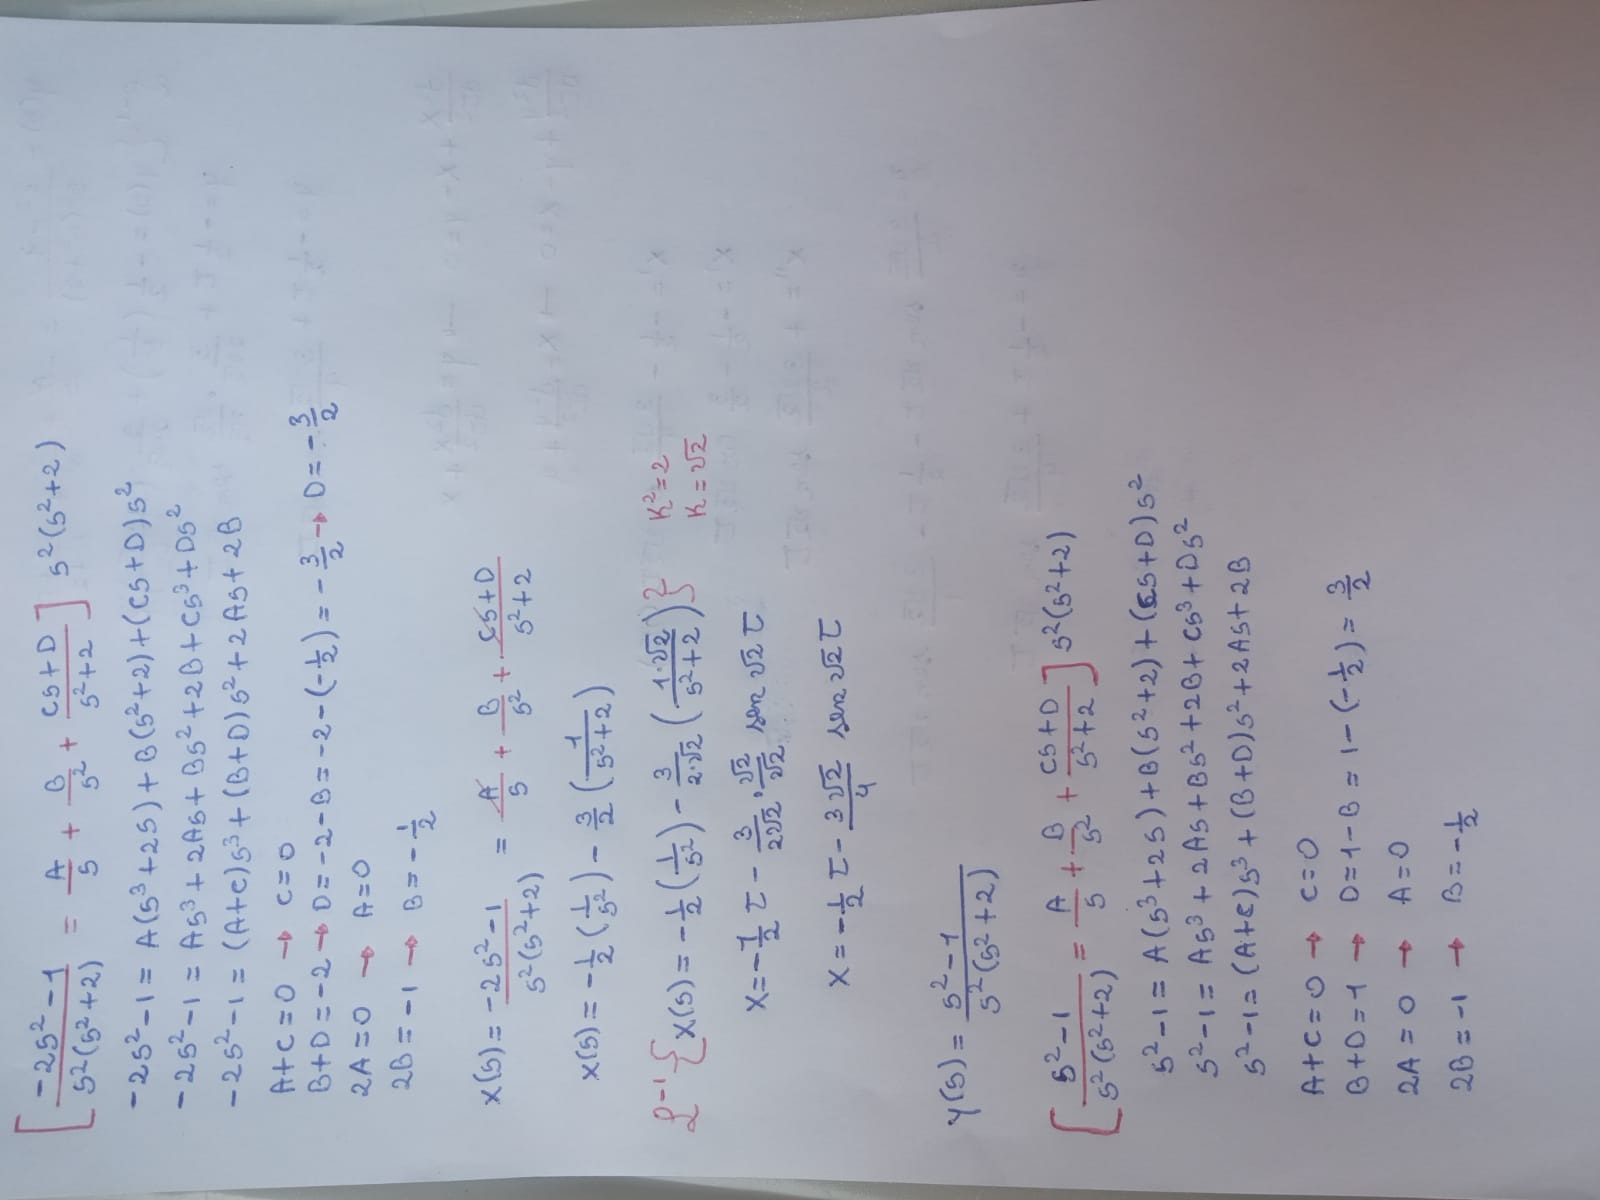 [ -2s²-1 / s²(s²+2) = A/s + B/s² + Cs+D / s²+2 ] s²(s²+2)
-2s²-1 = A(s³+2s)+B(s²+2)+(Cs+D)s²
-2s²-1 = As³+2As+Bs²+2B+Cs³+Ds²
-2s²-1 = (A+C)s³+(B+D)s²+2As+2B
A+C=0 → C=0
B+D=-2 → D=-2-B=-2-(-1/2)=-3/2 → D=-3/2
2A=0 → A=0
2B=-1 → B=-1/2
x(s) = -2s²-1 / s²(s²+2) = A/s + B/s² + Cs+D / s²+2
x(s) = -1/2 (1/s²) - 3/2 (1 / s²+2)
ℒ⁻¹ { x(s) = -1/2 (1/s²) - 3/2·√2 (1·√2 / s²+2) } K²=2
K=√2
x = -1/2 τ - 3/2√2 · √2/√2 sen √2 τ
x = -1/2 τ - 3√2/4 sen √2 τ
y(s) = s²-1 / s²(s²+2)
[ s²-1 / s²(s²+2) = A/s + B/s² + Cs+D / s²+2 ] s²(s²+2)
s²-1 = A(s³+2s)+B(s²+2)+(Cs+D)s²
s²-1 = As³+2As+Bs²+2B+Cs³+Ds²
s²-1 = (A+C)s³+(B+D)s²+2As+2B
A+C=0 → C=0
B+D=1 → D=1-B=1-(-1/2)=3/2
2A=0 → A=0
2B=-1 → B=-1/2